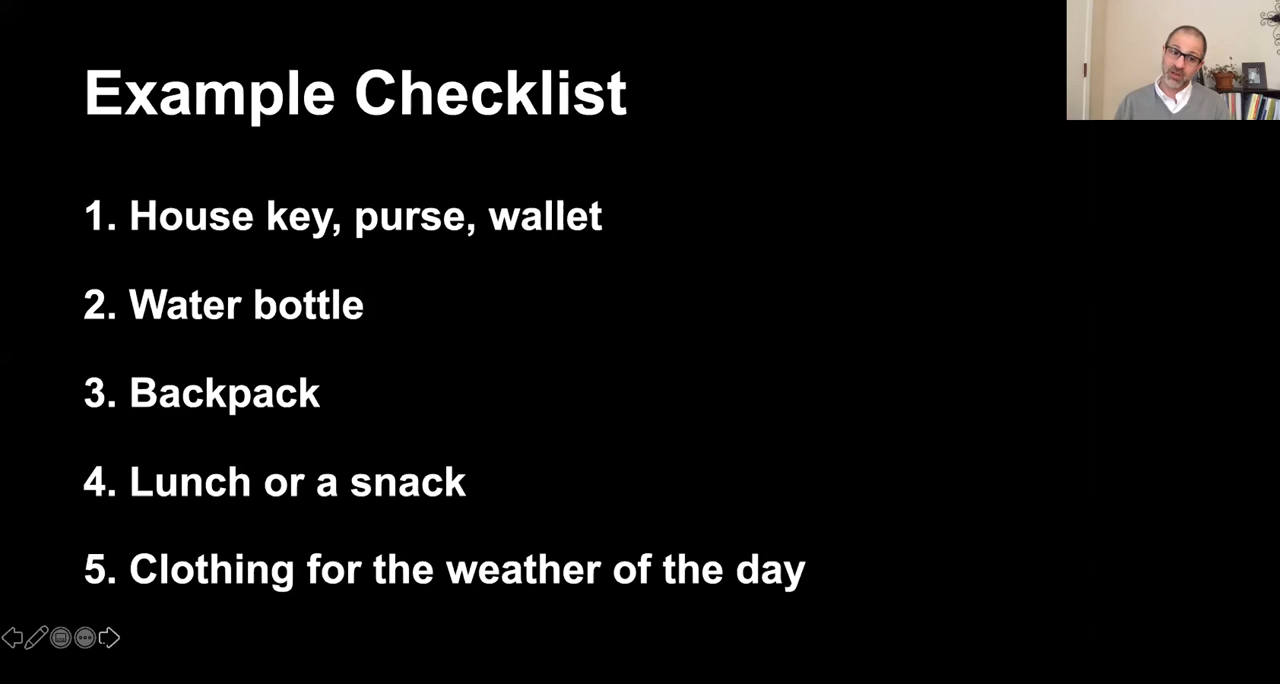 Example Checklist
1. House key, purse, wallet
2. Water bottle
3. Backpack
4. Lunch or a snack
5. Clothing for the weather of the day